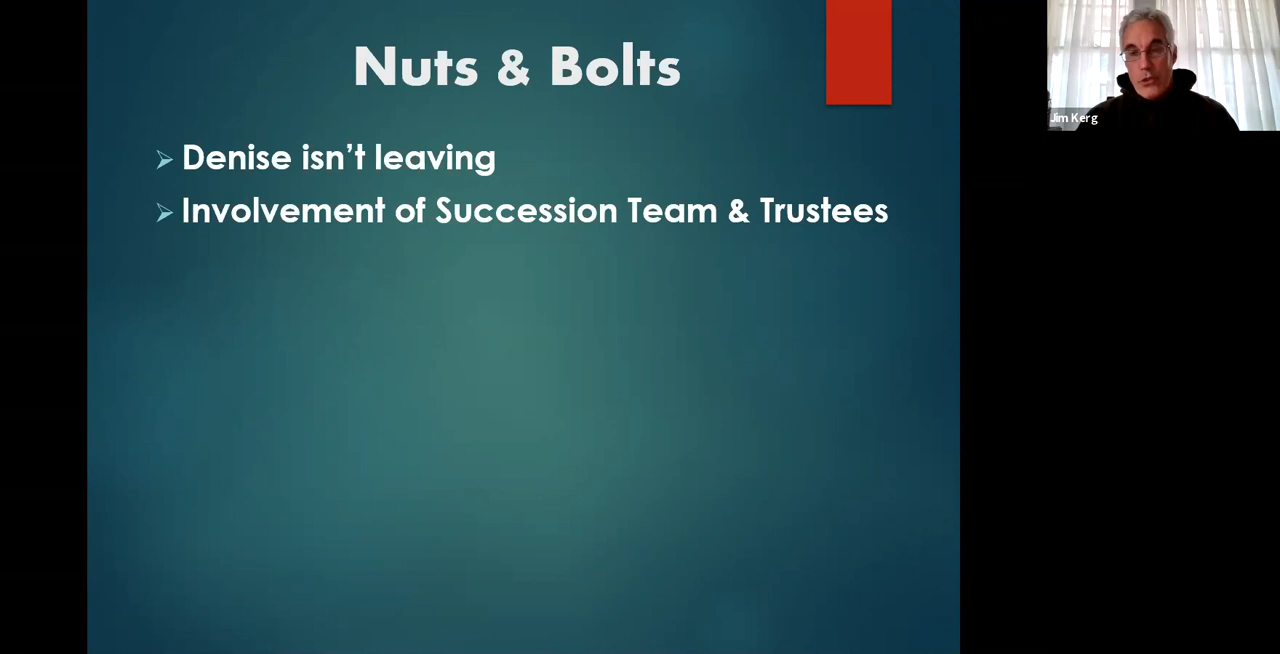 Nuts & Bolts
Denise isn’t leaving
Involvement of Succession Team & Trustees
Jim Kerg